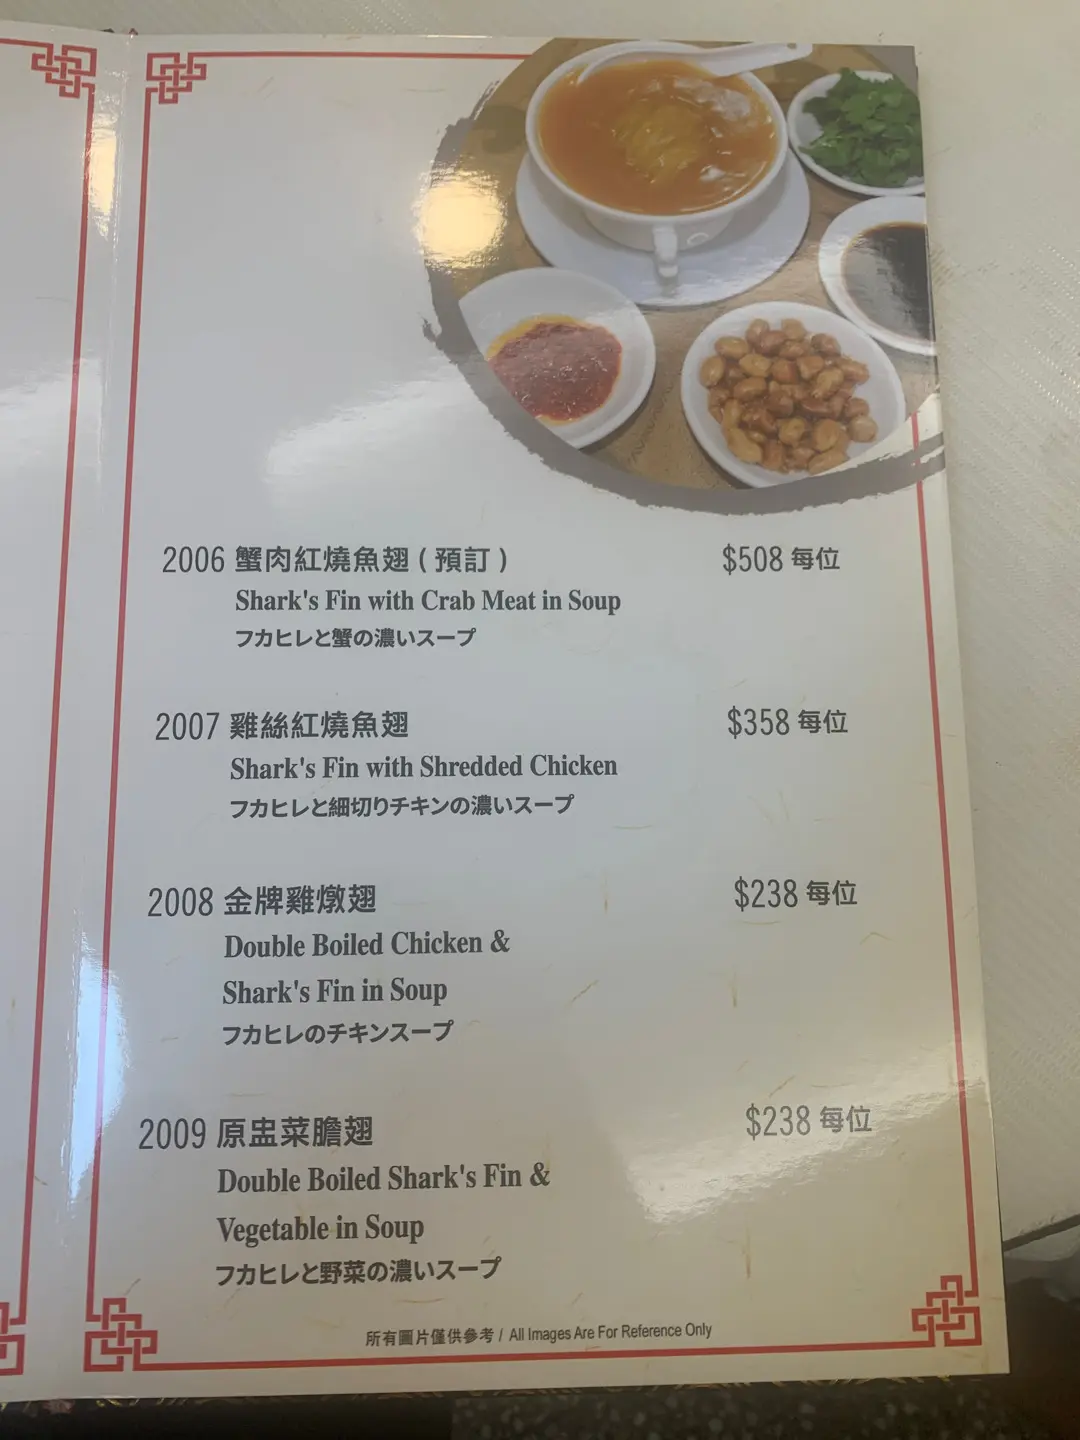 2006 蟹肉紅燒魚翅 ( 預訂 ) $508 每位
Shark's Fin with Crab Meat in Soup
フカヒレと蟹の濃いスープ
2007 雞絲紅燒魚翅 $358 每位
Shark's Fin with Shredded Chicken
フカヒレと細切りチキンの濃いスープ
2008 金牌雞燉翅 $238 每位
Double Boiled Chicken &
Shark's Fin in Soup
フカヒレのチキンスープ
2009 原盅菜膽翅 $238 每位
Double Boiled Shark's Fin &
Vegetable in Soup
フカヒレと野菜の濃いスープ
所有圖片僅供參考 / All Images Are For Reference Only